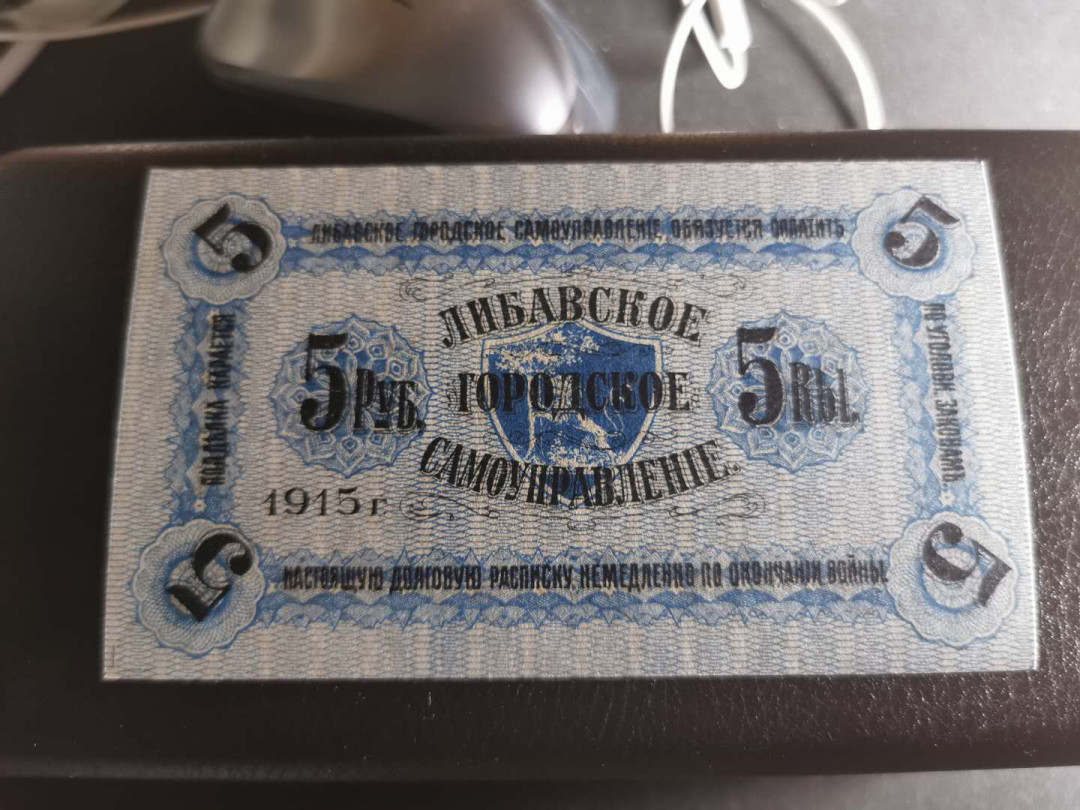 5
5
ЛИБАВСКОЕ ГОРОДСКОЕ САМОУПРАВЛЕНІЕ ОБЯЗУЕТСЯ ОПЛАТИТЬ
ПОДДѢЛКА КАРАЕТСЯ
ПО УГОЛОВН. ЗАКОНАМЪ.
ЛИБАВСКОЕ
ГОРОДСКОЕ
САМОУПРАВЛЕНІЕ.
5 РУБ.
5 Rbl.
1915 г
НАСТОЯЩУЮ ДОЛГОВУЮ РАСПИСКУ НЕМЕДЛЕННО ПО ОКОНЧАНІИ ВОЙНЫ.
5
5